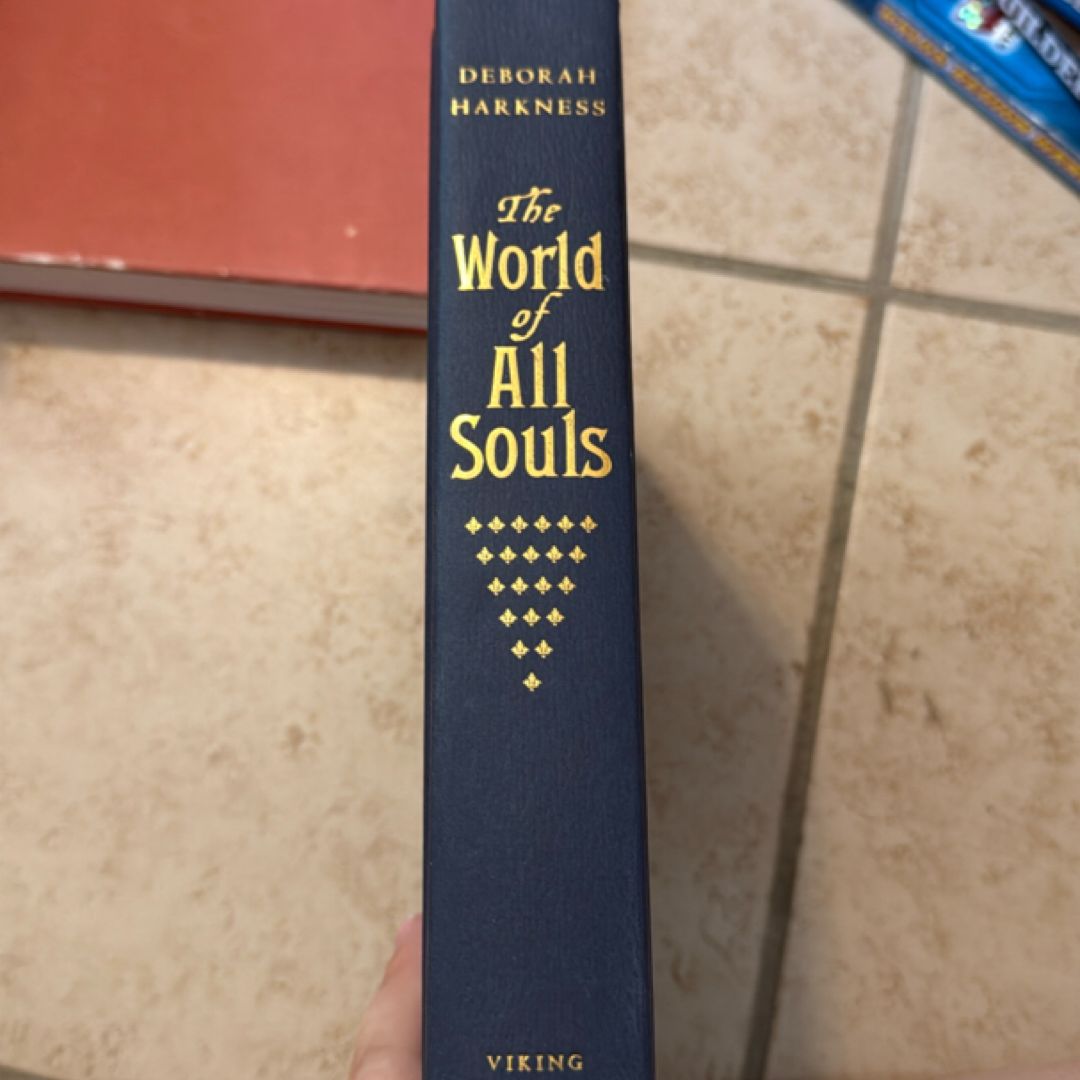 DEBORAH
HARKNESS
The
World
of
All
Souls
VIKING